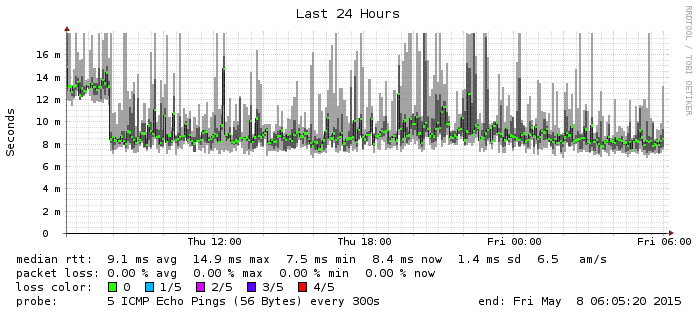 Last 24 Hours
RRDTOOL / TOBI OETIKER
Seconds
16 m
14 m
12 m
10 m
8 m
6 m
4 m
2 m
0
Thu 12:00 Thu 18:00 Fri 00:00 Fri 06:00
median rtt: 9.1 ms avg 14.9 ms max 7.5 ms min 8.4 ms now 1.4 ms sd 6.5 am/s
packet loss: 0.00 % avg 0.00 % max 0.00 % min 0.00 % now
loss color: 0 1/5 2/5 3/5 4/5
probe: 5 ICMP Echo Pings (56 Bytes) every 300s end: Fri May 8 06:05:20 2015